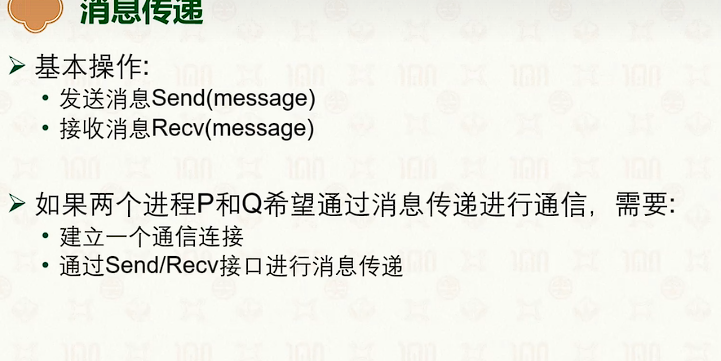 消息传递
基本操作:
发送消息Send(message)
接收消息Recv(message)
如果两个进程P和Q希望通过消息传递进行通信，需要:
建立一个通信连接
通过Send/Recv接口进行消息传递